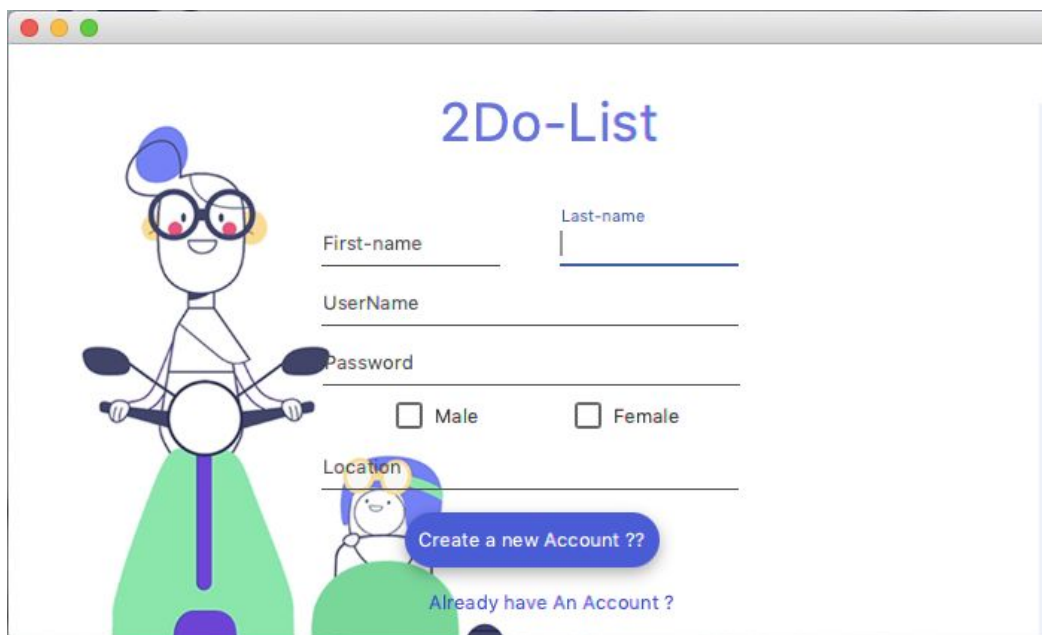 2Do-List
Last-name
First-name
UserName
Password
Male Female
Location
Create a new Account ??
Already have An Account ?